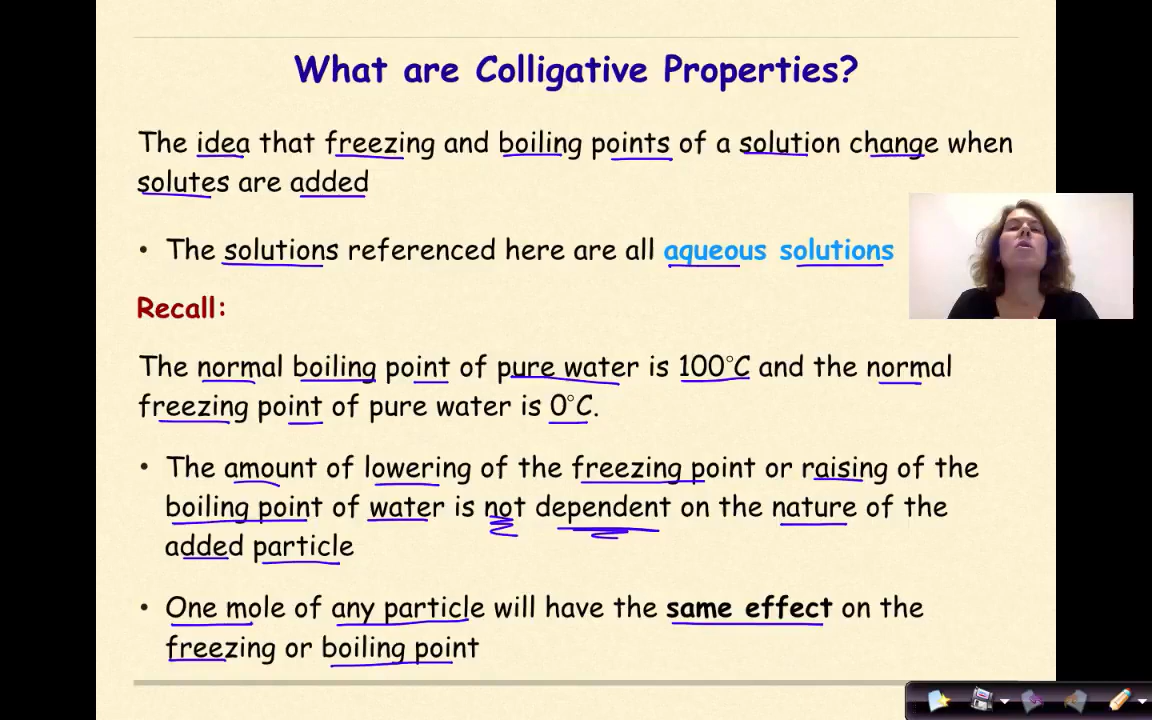 What are Colligative Properties?
The idea that freezing and boiling points of a solution change when
solutes are added
• The solutions referenced here are all aqueous solutions
Recall:
The normal boiling point of pure water is 100°C and the normal
freezing point of pure water is 0°C.
• The amount of lowering of the freezing point or raising of the
boiling point of water is not dependent on the nature of the
added particle
• One mole of any particle will have the same effect on the
freezing or boiling point